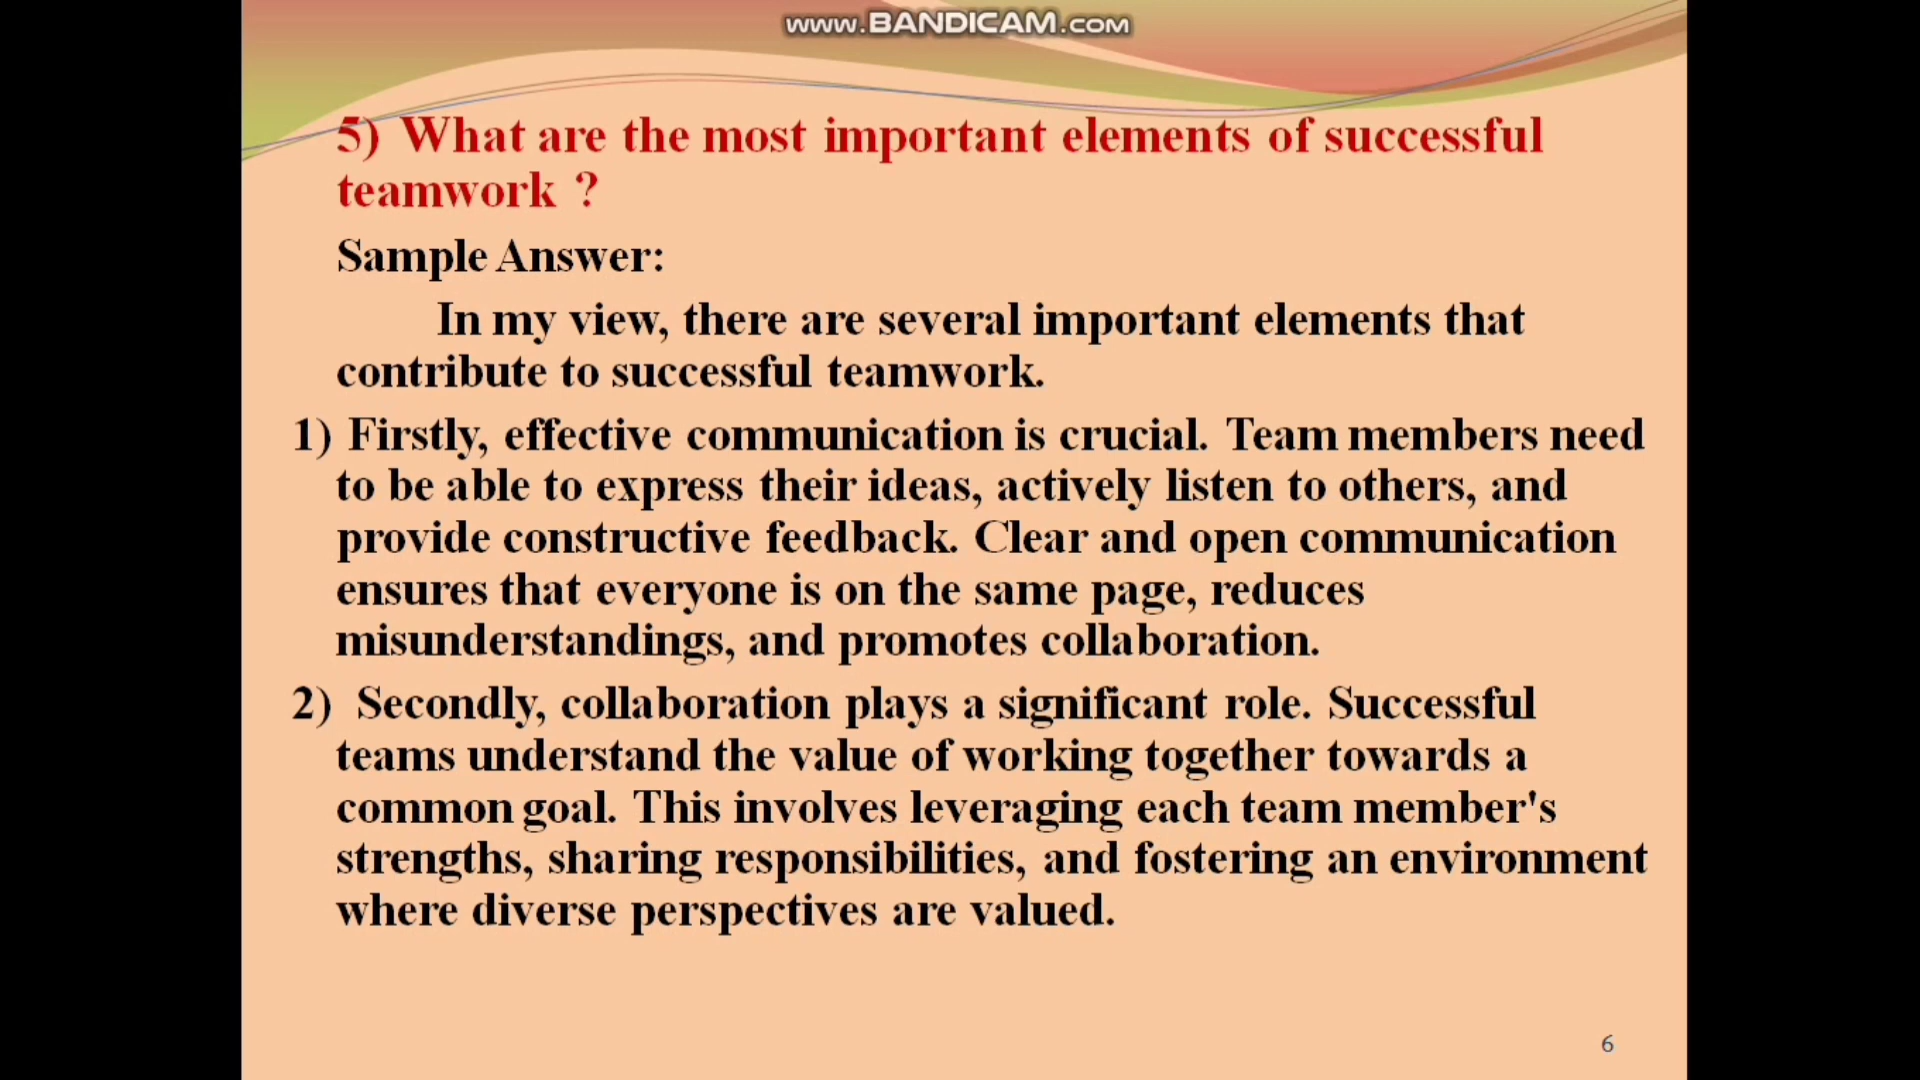 www.BANDICAM.com
5) What are the most important elements of successful
teamwork ?
Sample Answer:
In my view, there are several important elements that
contribute to successful teamwork.
1) Firstly, effective communication is crucial. Team members need
to be able to express their ideas, actively listen to others, and
provide constructive feedback. Clear and open communication
ensures that everyone is on the same page, reduces
misunderstandings, and promotes collaboration.
2) Secondly, collaboration plays a significant role. Successful
teams understand the value of working together towards a
common goal. This involves leveraging each team member's
strengths, sharing responsibilities, and fostering an environment
where diverse perspectives are valued.
6